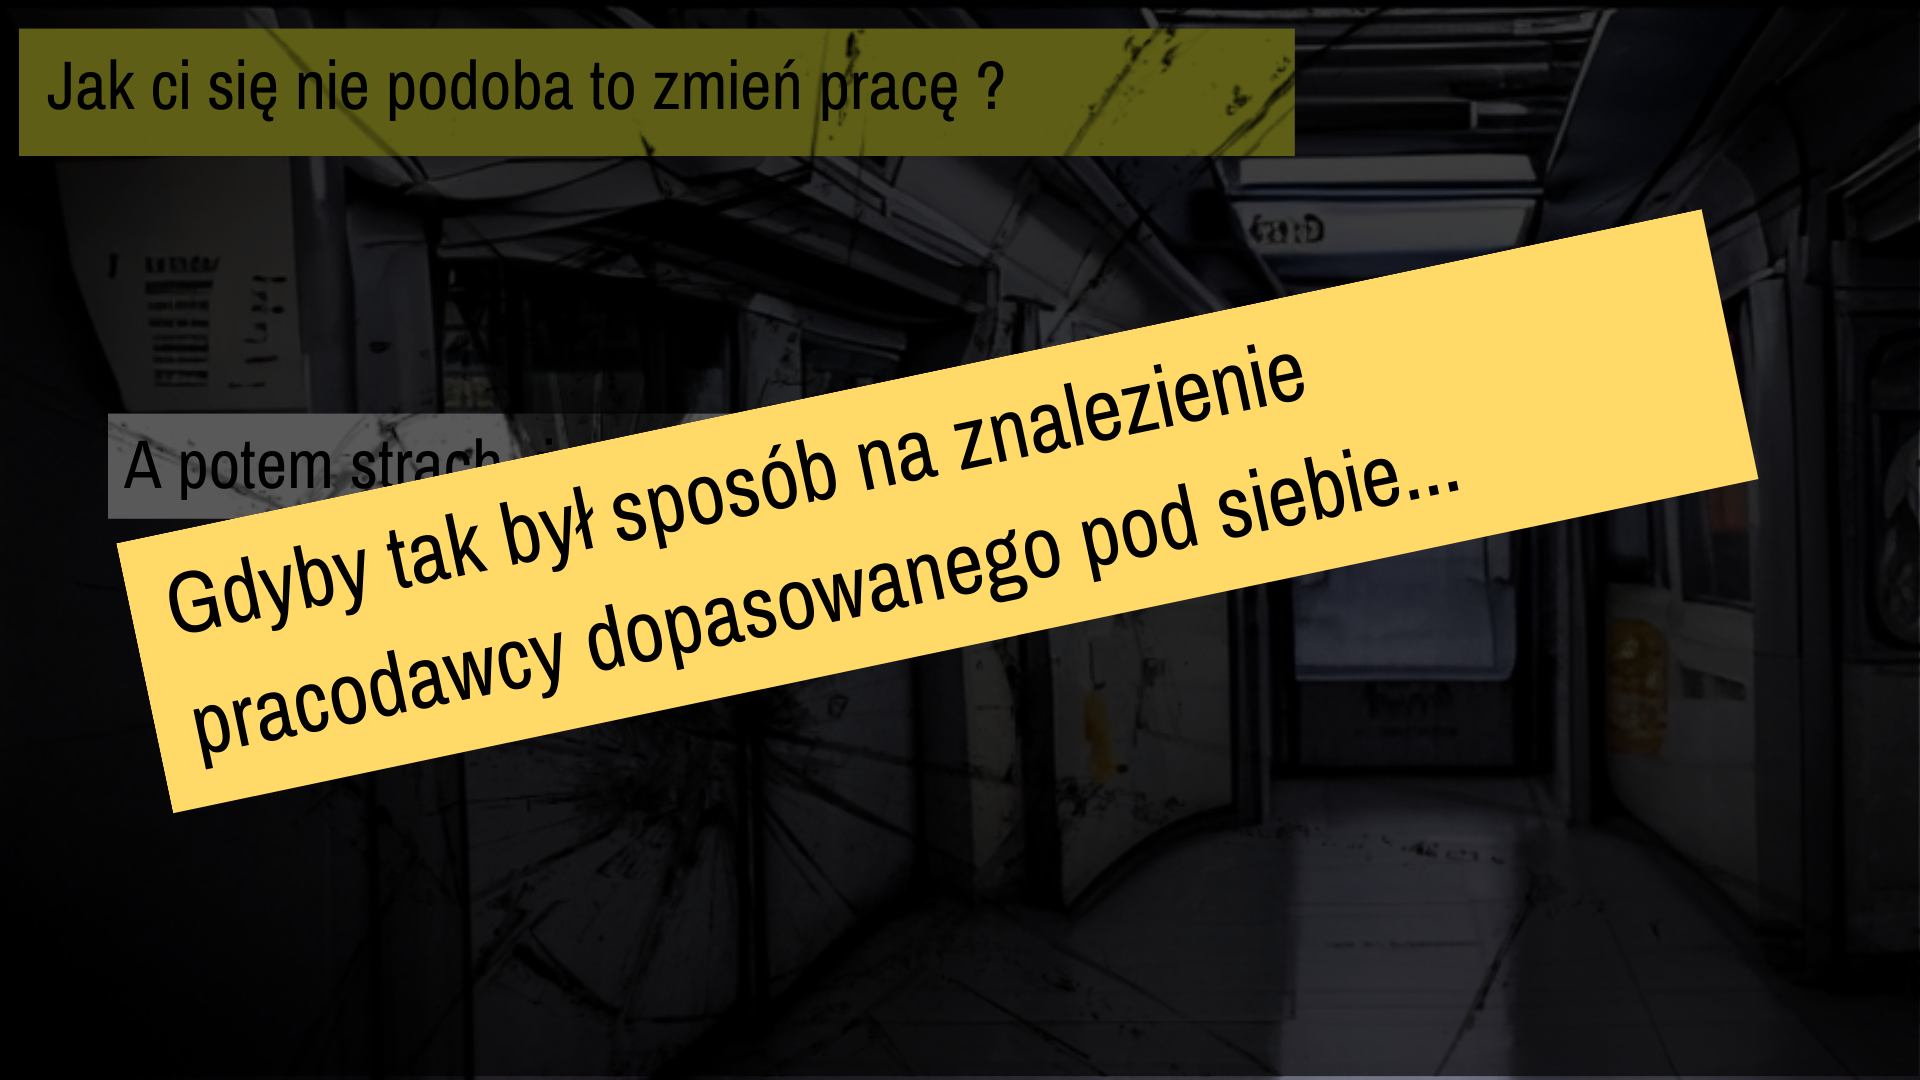 Jak ci się nie podoba to zmień pracę ?
A potem strach
Gdyby tak był sposób na znalezienie
pracodawcy dopasowanego pod siebie...